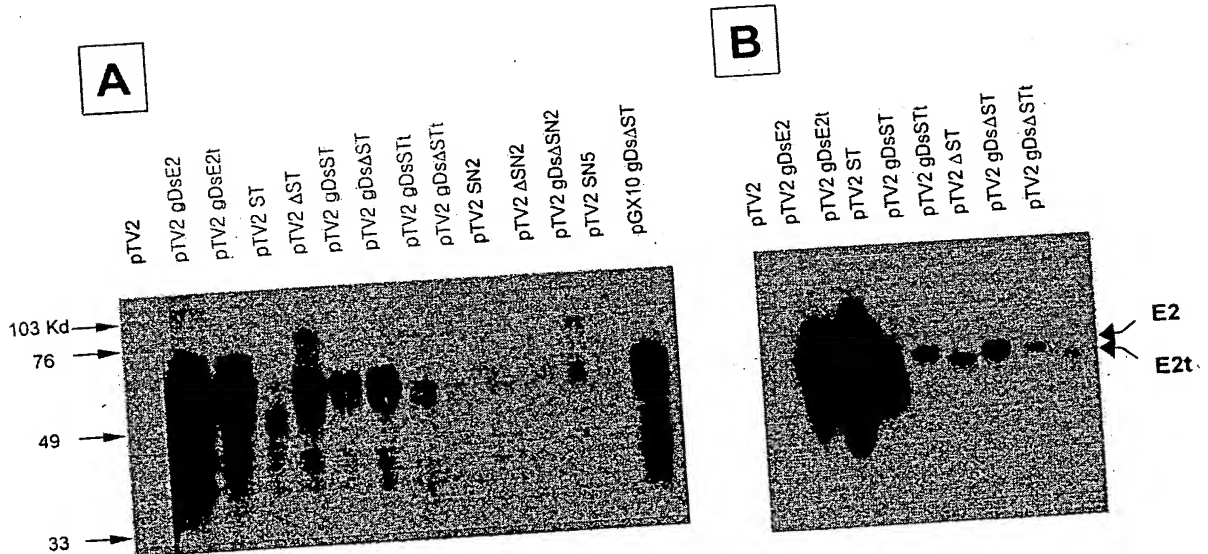 A
pTV2
pTV2 gDsE2
pTV2 gDsE2t
pTV2 ST
pTV2 ΔST
pTV2 gDsST
pTV2 gDsΔST
pTV2 gDsSTt
pTV2 gDsΔSTt
pTV2 SN2
pTV2 ΔSN2
pTV2 gDsΔSN2
pTV2 SN5
pGX10 gDsΔST
103 Kd
76
49
33
B
pTV2
pTV2 gDsE2
pTV2 gDsE2t
pTV2 ST
pTV2 gDsST
pTV2 gDsSTt
pTV2 ΔST
pTV2 gDsΔST
pTV2 gDsΔSTt
E2
E2t